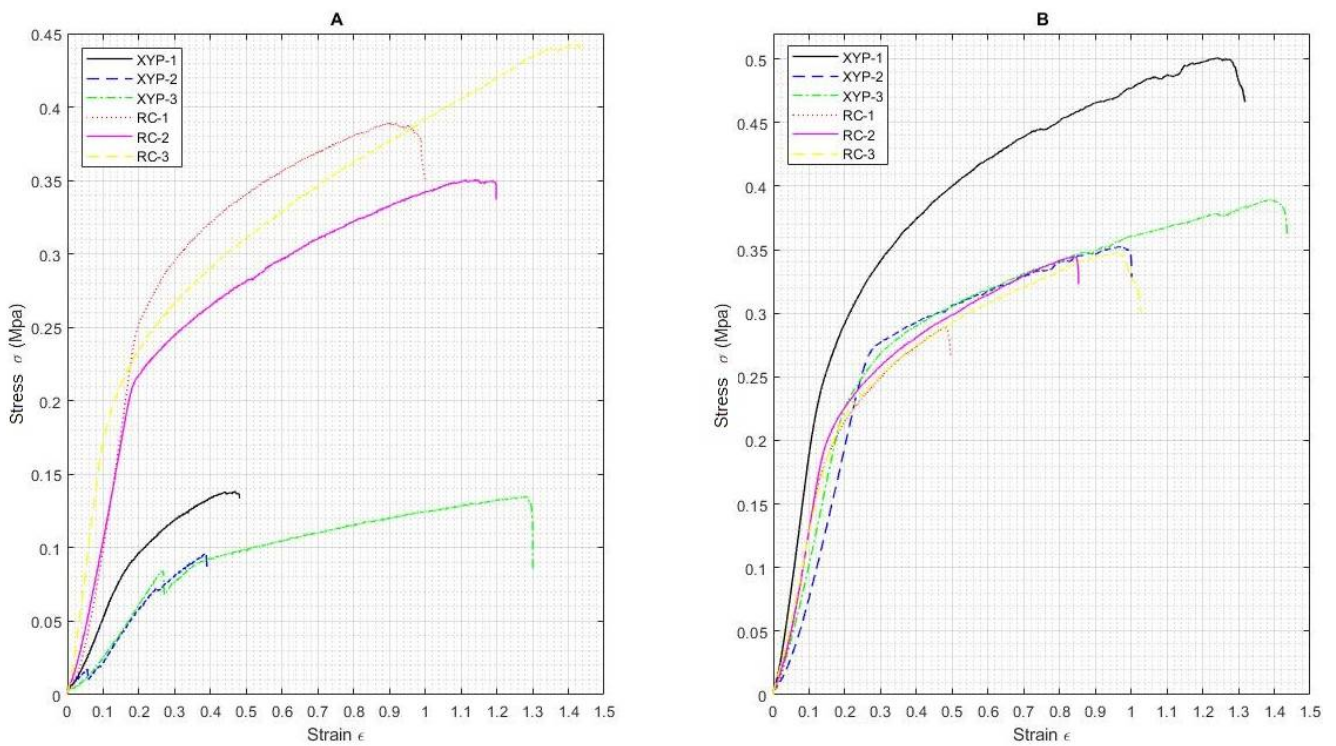 A
0.45
0.4
0.35
0.3
0.25
0.2
0.15
0.1
0.05
0
Stress σ (Mpa)
XYP-1
XYP-2
XYP-3
RC-1
RC-2
RC-3
0 0.1 0.2 0.3 0.4 0.5 0.6 0.7 0.8 0.9 1 1.1 1.2 1.3 1.4 1.5
Strain ϵ
B
0.5
0.45
0.4
0.35
0.3
0.25
0.2
0.15
0.1
0.05
0
Stress σ (Mpa)
XYP-1
XYP-2
XYP-3
RC-1
RC-2
RC-3
0 0.1 0.2 0.3 0.4 0.5 0.6 0.7 0.8 0.9 1 1.1 1.2 1.3 1.4 1.5
Strain ϵ